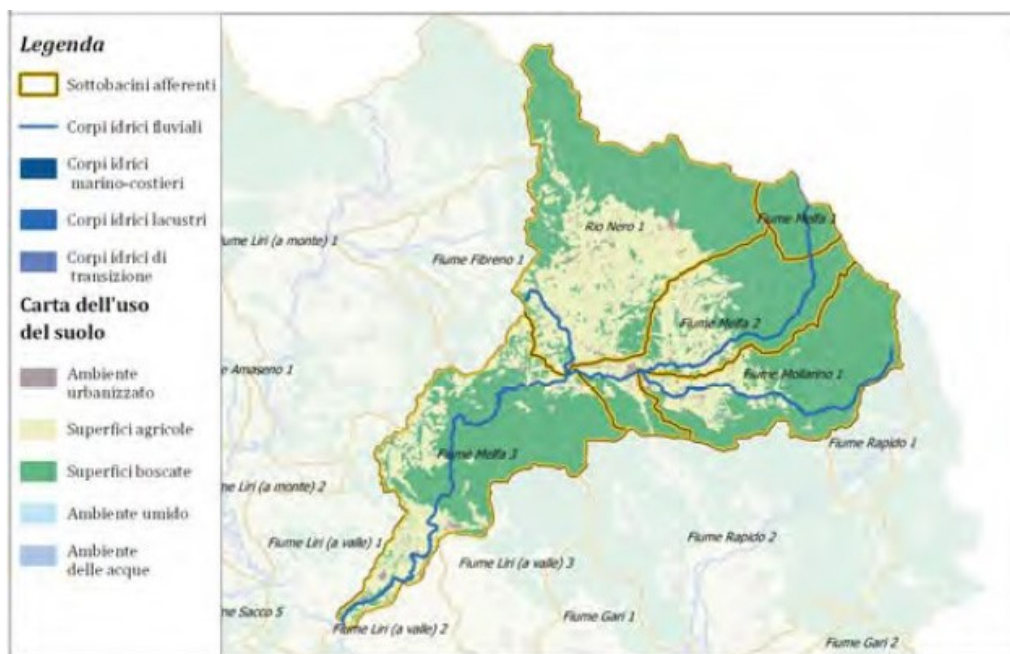 Legenda
Sottobacini afferenti
Corpi idrici fluviali
Corpi idrici
marino-costieri
Corpi idrici lacustri
Corpi idrici di
transizione
Carta dell'uso
del suolo
Ambiente
urbanizzato
Superfici agricole
Superfici boscate
Ambiente umido
Ambiente
delle acque
Fiume Melfa 1
Rio Nero 1
ume Liri (a monte) 1
Fiume Fibreno 1
Fiume Melfa 2
e Amaseno 1
Fiume Mollarino 1
Fiume Rapido 1
Fiume Melfa 3
me Liri (a monte) 2
Fiume Rapido 2
Fiume Liri (a valle) 1
Fiume Liri (a valle) 3
ne Sacco 5
Fiume Gari 1
Fiume Liri (a valle) 2
Fiume Gari 2